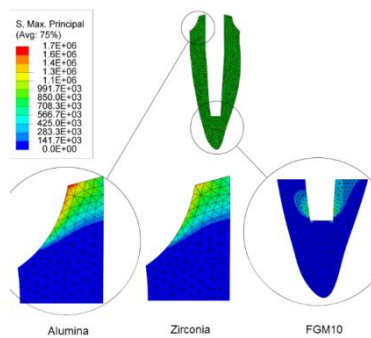 S, Max. Principal
(Avg: 75%)
1.7E+06
1.6E+06
1.4E+06
1.3E+06
1.1E+06
991.7E+03
850.0E+03
708.3E+03
566.7E+03
425.0E+03
283.3E+03
141.7E+03
0.0E+00
Alumina
Zirconia
FGM10